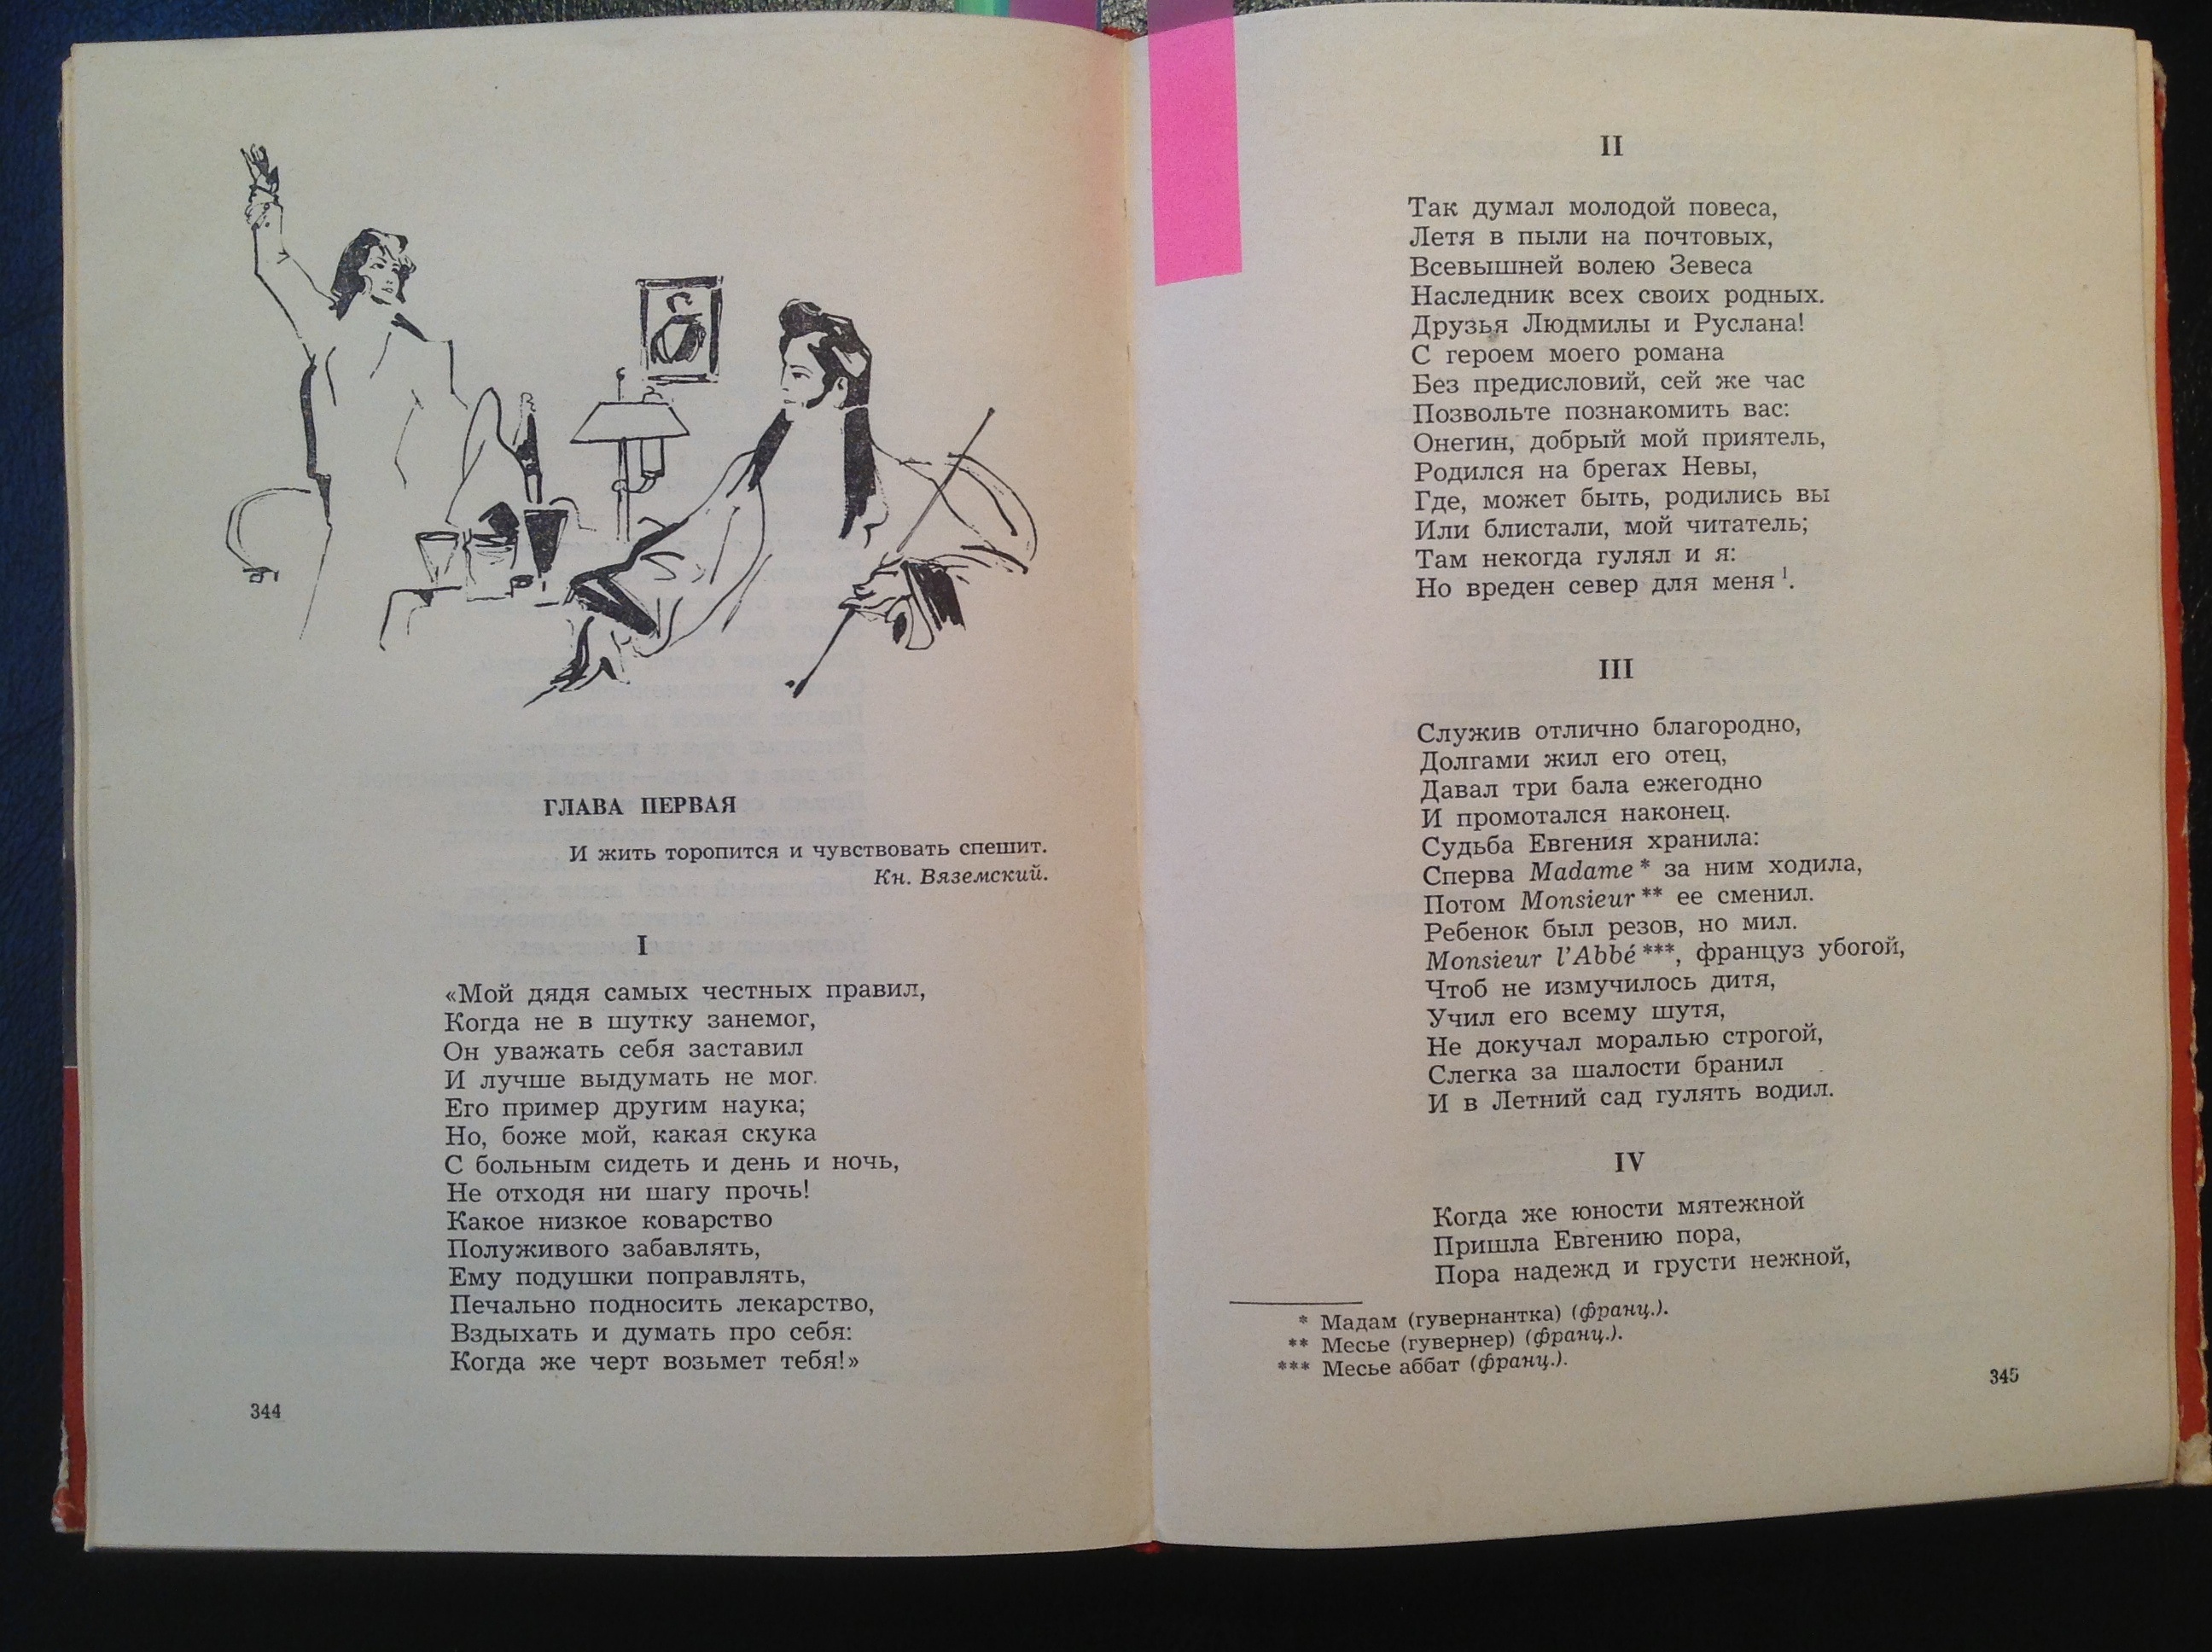 ГЛАВА ПЕРВАЯ
И жить торопится и чувствовать спешит.
Кн. Вяземский.
I
«Мой дядя самых честных правил,
Когда не в шутку занемог,
Он уважать себя заставил
И лучше выдумать не мог.
Его пример другим наука;
Но, боже мой, какая скука
С больным сидеть и день и ночь,
Не отходя ни шагу прочь!
Какое низкое коварство
Полуживого забавлять,
Ему подушки поправлять,
Печально подносить лекарство,
Вздыхать и думать про себя:
Когда же черт возьмет тебя!»
344
II
Так думал молодой повеса,
Летя в пыли на почтовых,
Всевышней волею Зевеса
Наследник всех своих родных.
Друзья Людмилы и Руслана!
С героем моего романа
Без предисловий, сей же час
Позвольте познакомить вас:
Онегин, добрый мой приятель,
Родился на брегах Невы,
Где, может быть, родились вы
Или блистали, мой читатель;
Там некогда гулял и я:
Но вреден север для меня 1.
III
Служив отлично благородно,
Долгами жил его отец,
Давал три бала ежегодно
И промотался наконец.
Судьба Евгения хранила:
Сперва Madame * за ним ходила,
Потом Monsieur ** ее сменил.
Ребенок был резов, но мил.
Monsieur l'Abbé ***, француз убогой,
Чтоб не измучилось дитя,
Учил его всему шутя,
Не докучал моралью строгой,
Слегка за шалости бранил
И в Летний сад гулять водил.
IV
Когда же юности мятежной
Пришла Евгению пора,
Пора надежд и грусти нежной,
* Мадам (гувернантка) (франц.).
** Месье (гувернер) (франц.).
*** Месье аббат (франц.).
345